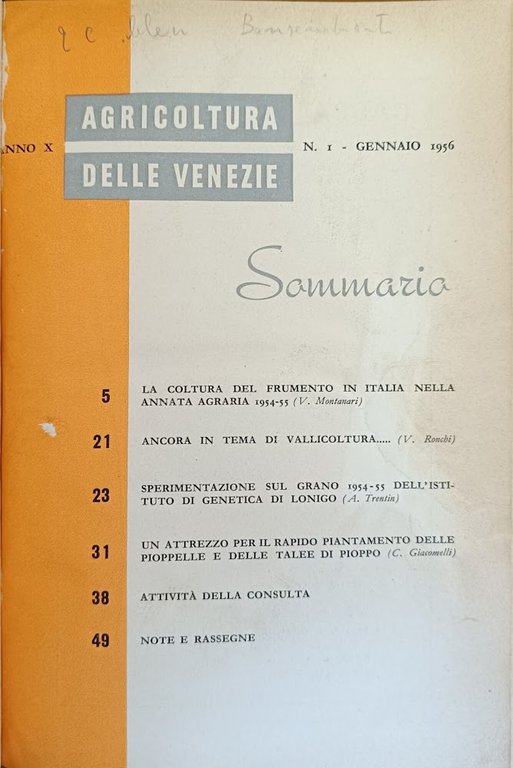 AGRICOLTURA
ANNO X
N. 1 - GENNAIO 1956
DELLE VENEZIE
Sommario
5 LA COLTURA DEL FRUMENTO IN ITALIA NELLA
ANNATA AGRARIA 1954-55 (V. Montanari)
21 ANCORA IN TEMA DI VALLICOLTURA..... (V. Ronchi)
23 SPERIMENTAZIONE SUL GRANO 1954-55 DELL'ISTI-
TUTO DI GENETICA DI LONIGO (A. Trentin)
31 UN ATTREZZO PER IL RAPIDO PIANTAMENTO DELLE
PIOPPELLE E DELLE TALEE DI PIOPPO (C. Giacomelli)
38 ATTIVITÀ DELLA CONSULTA
49 NOTE E RASSEGNE